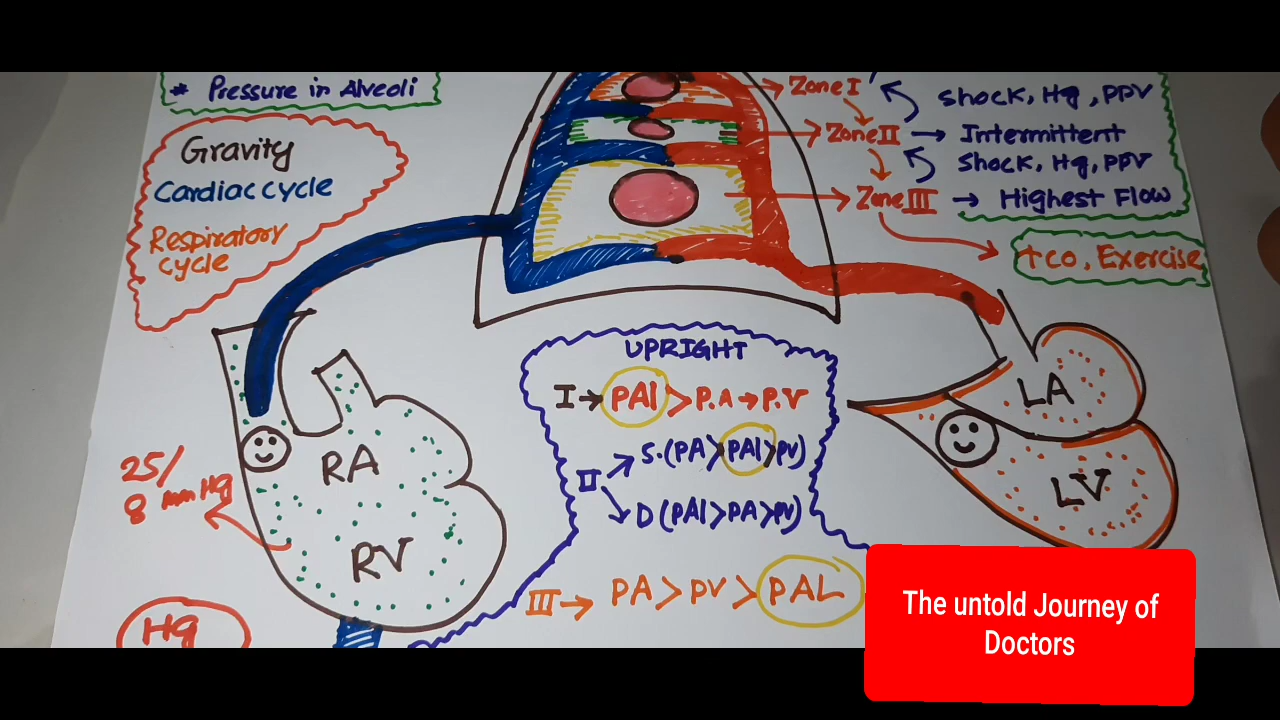 * Pressure in Alveoli
Gravity
Cardiac cycle
Respiratory
cycle
Zone I
Shock, Hg, PPV
Zone II → Intermittent
Shock, Hg, PPV
Zone III → Highest Flow
↑CO, Exercise
UPRIGHT
I → PAl > P.A → P.V
II
S.(PA > PAl > PV)
D (PAl > PA > PV)
III → PA > PV > PAL
25/
8 mmHg
RA
RV
LA
LV
Hg
The untold Journey of
Doctors